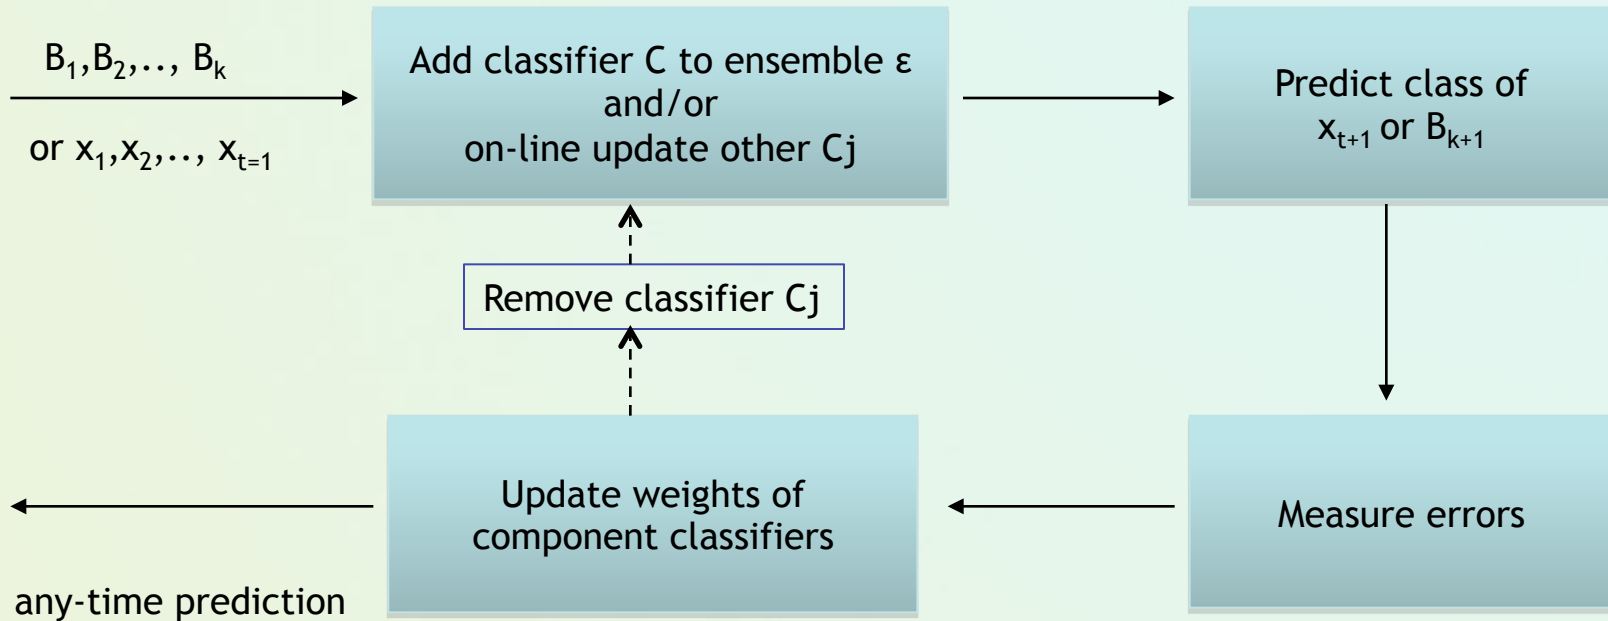 B₁,B₂,.., Bₖ
or x₁,x₂,.., xₜ₌₁
Add classifier C to ensemble ε
and/or
on-line update other Cj
Predict class of
xₜ₊₁ or Bₖ₊₁
Remove classifier Cj
Update weights of
component classifiers
Measure errors
any-time prediction